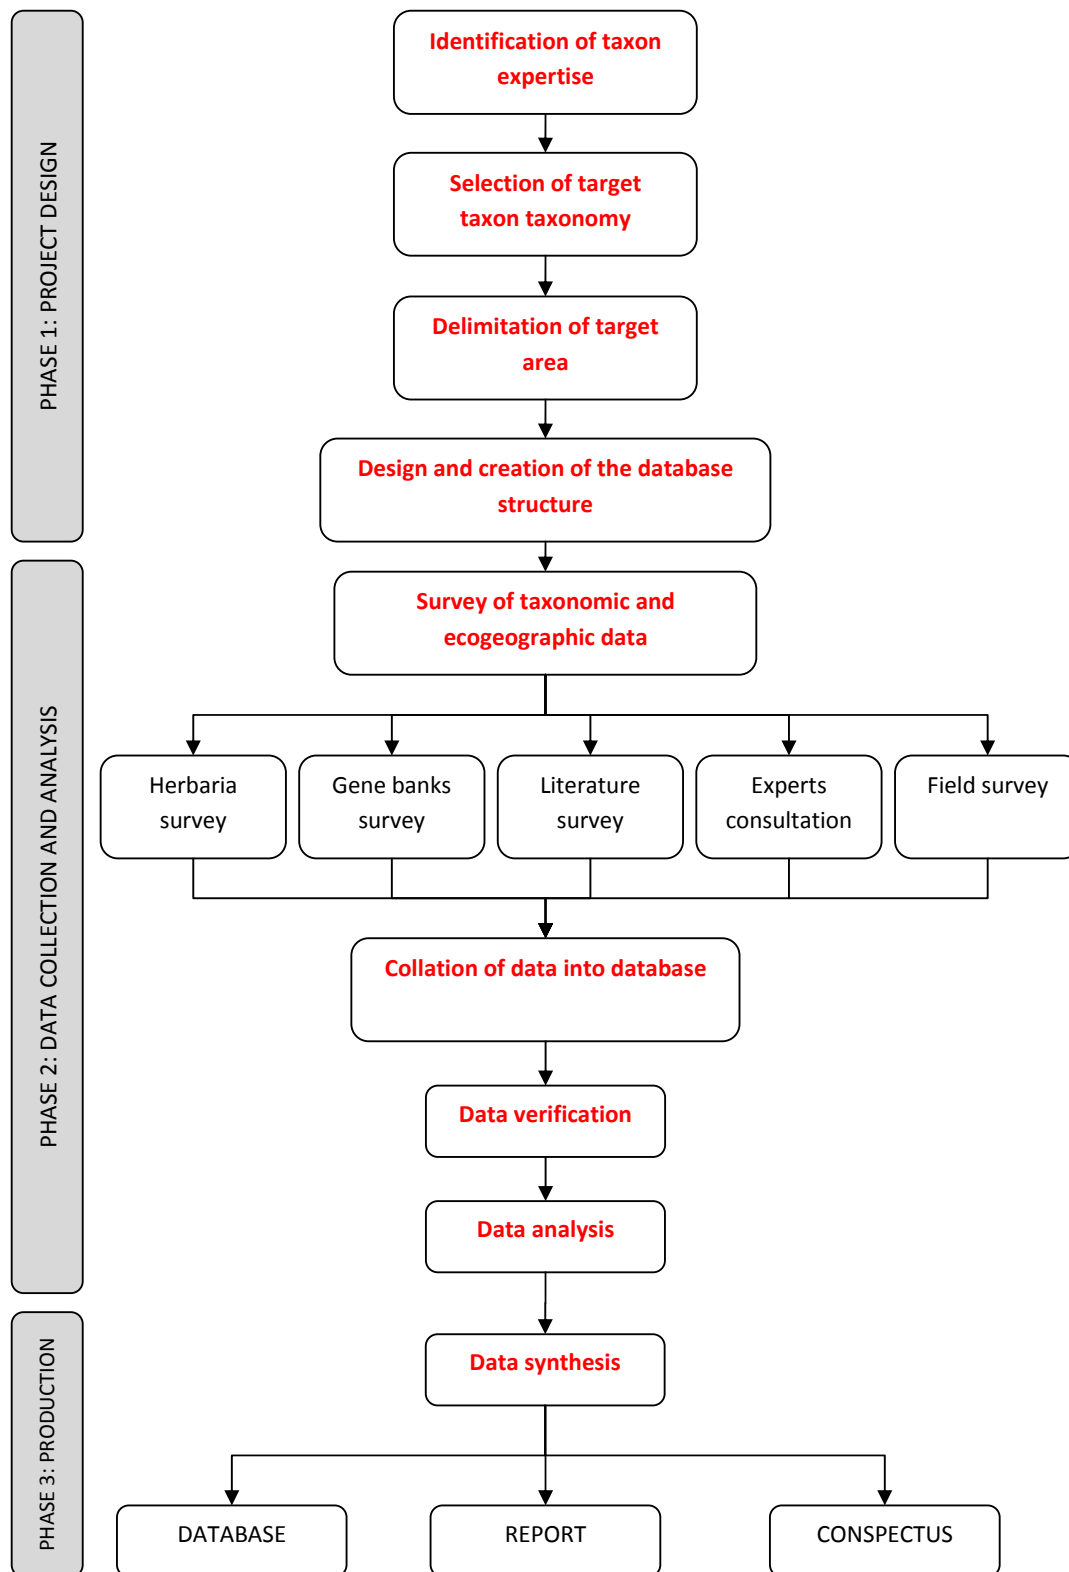 PHASE 1: PROJECT DESIGN
Identification of taxon
expertise
Selection of target
taxon taxonomy
Delimitation of target
area
Design and creation of the database
structure
PHASE 2: DATA COLLECTION AND ANALYSIS
Survey of taxonomic and
ecogeographic data
Herbaria
survey
Gene banks
survey
Literature
survey
Experts
consultation
Field survey
Collation of data into database
Data verification
Data analysis
PHASE 3: PRODUCTION
Data synthesis
DATABASE
REPORT
CONSPECTUS